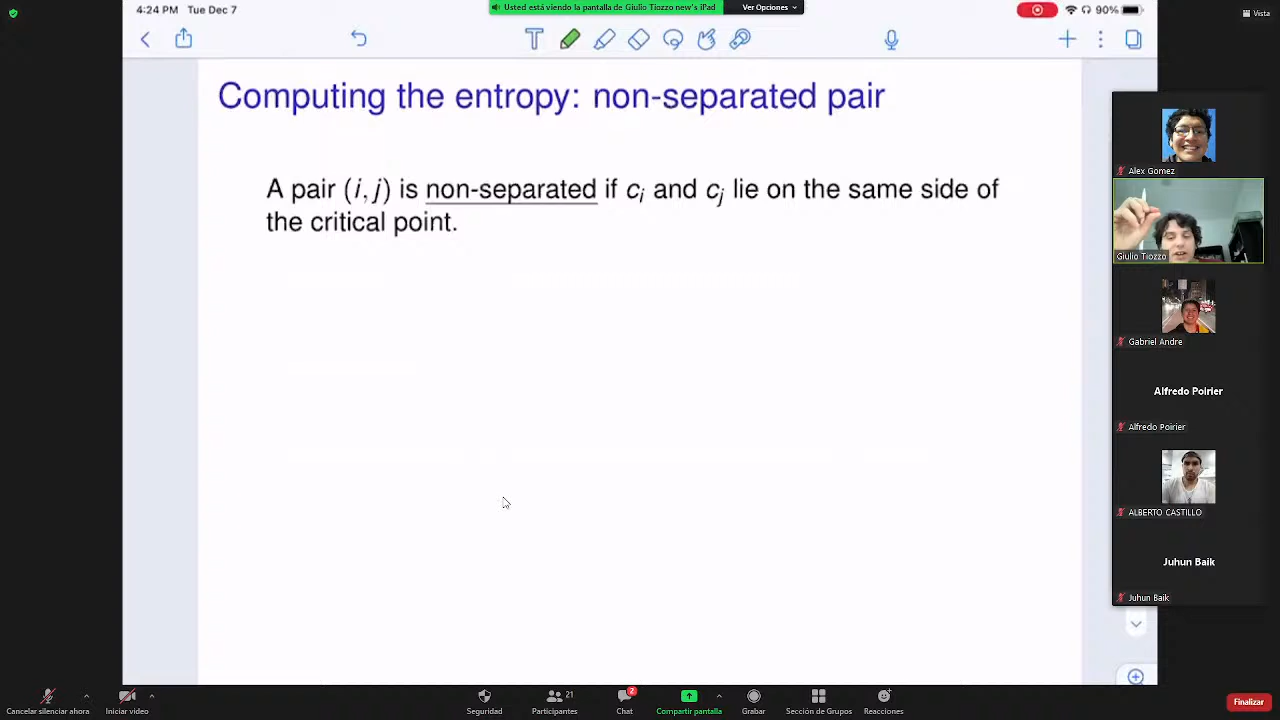 4:24 PM Tue Dec 7
Usted está viendo la pantalla de Giulio Tiozzo new's iPad
Ver Opciones
90%
Vista
Computing the entropy: non-separated pair
A pair (i, j) is non-separated if c_i and c_j lie on the same side of
the critical point.
Alex Gomez
Giulio Tiozzo
Gabriel Andre
Alfredo Poirier
Alfredo Poirier
ALBERTO CASTILLO
Juhun Baik
Juhun Baik
Cancelar silenciar ahora
Iniciar video
Seguridad
Participantes
21
Chat
2
Compartir pantalla
Grabar
Sección de Grupos
Reacciones
Finalizar